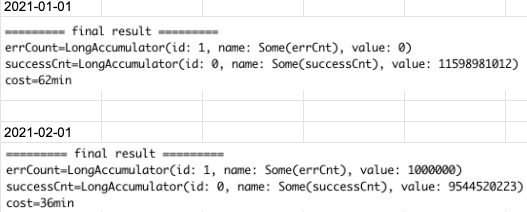 2021-01-01
========= final result =========
errCount=LongAccumulator(id: 1, name: Some(errCnt), value: 0)
successCnt=LongAccumulator(id: 0, name: Some(successCnt), value: 11598981012)
cost=62min
2021-02-01
========= final result =========
errCount=LongAccumulator(id: 1, name: Some(errCnt), value: 1000000)
successCnt=LongAccumulator(id: 0, name: Some(successCnt), value: 9544520223)
cost=36min